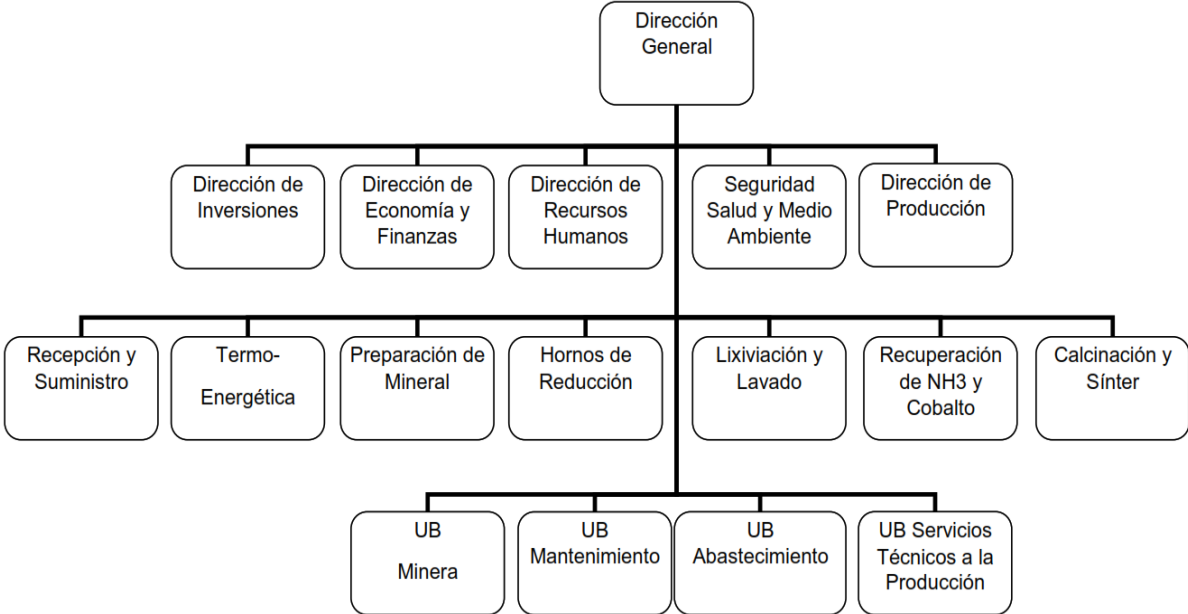 Dirección
General
Dirección de
Inversiones
Dirección de
Economía y
Finanzas
Dirección de
Recursos
Humanos
Seguridad
Salud y Medio
Ambiente
Dirección de
Producción
Recepción y
Suministro
Termo-
Energética
Preparación de
Mineral
Hornos de
Reducción
Lixiviación y
Lavado
Recuperación
de NH3 y
Cobalto
Calcinación y
Sínter
UB
Minera
UB
Mantenimiento
UB
Abastecimiento
UB Servicios
Técnicos a la
Producción